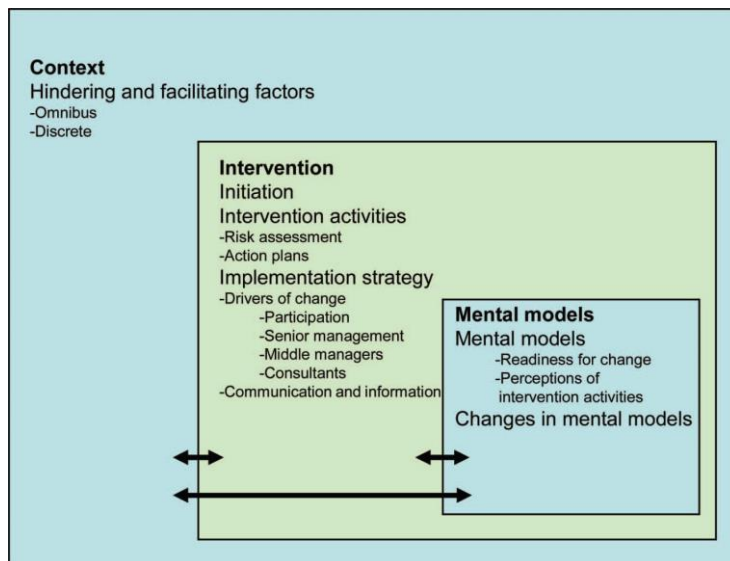 Context
Hindering and facilitating factors
-Omnibus
-Discrete
Intervention
Initiation
Intervention activities
-Risk assessment
-Action plans
Implementation strategy
-Drivers of change
-Participation
-Senior management
-Middle managers
-Consultants
-Communication and information
Mental models
Mental models
-Readiness for change
-Perceptions of
intervention activities
Changes in mental models